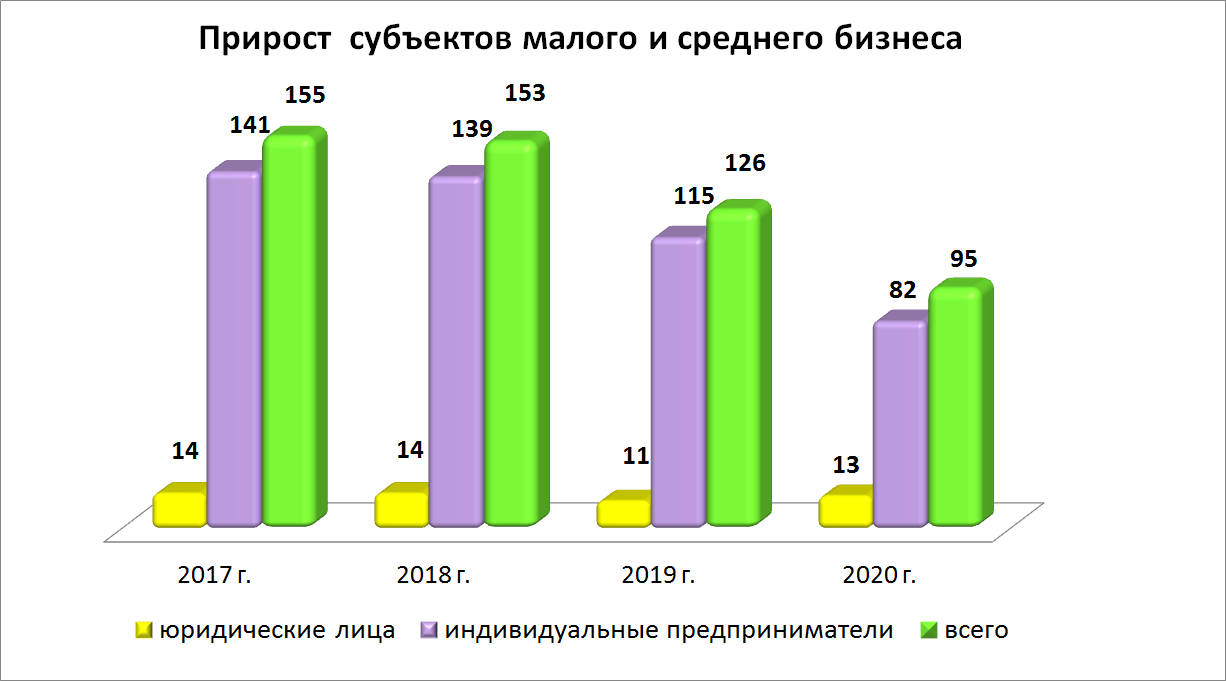 Прирост субъектов малого и среднего бизнеса
155
153
141
139
126
115
95
82
14
14
11
13
2017 г.
2018 г.
2019 г.
2020 г.
юридические лица
индивидуальные предприниматели
всего